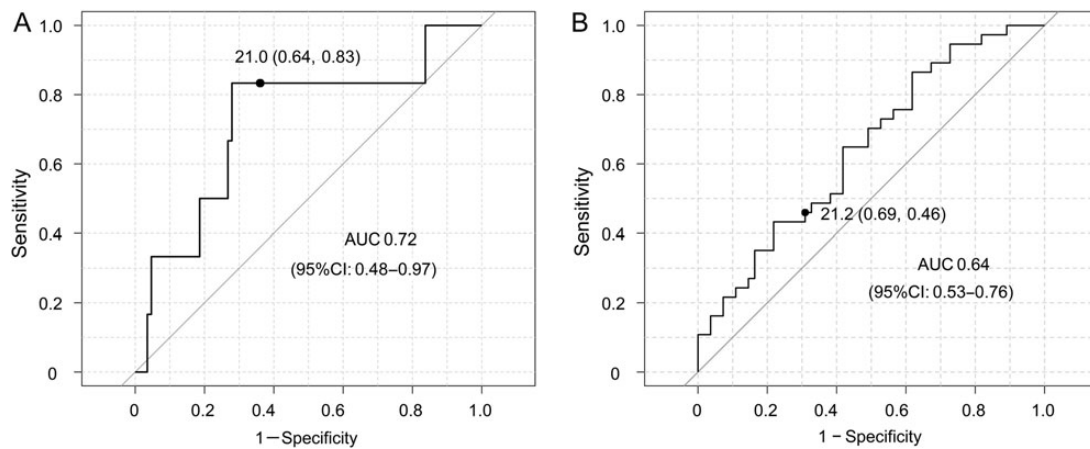 A
1.0
0.8
0.6
0.4
0.2
0
Sensitivity
21.0 (0.64, 0.83)
AUC 0.72
(95%CI: 0.48–0.97)
0 0.2 0.4 0.6 0.8 1.0
1—Specificity
B
1.0
0.8
0.6
0.4
0.2
0
Sensitivity
21.2 (0.69, 0.46)
AUC 0.64
(95%CI: 0.53–0.76)
0 0.2 0.4 0.6 0.8 1.0
1 – Specificity